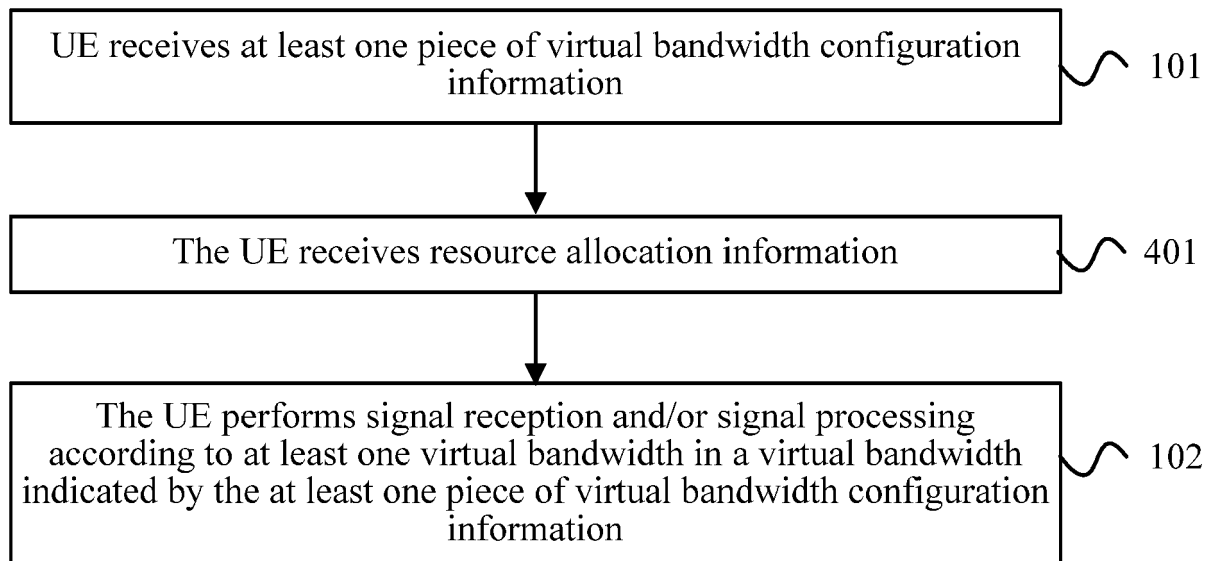 UE receives at least one piece of virtual bandwidth configuration
information
101
The UE receives resource allocation information
401
The UE performs signal reception and/or signal processing
according to at least one virtual bandwidth in a virtual bandwidth
indicated by the at least one piece of virtual bandwidth configuration
information
102